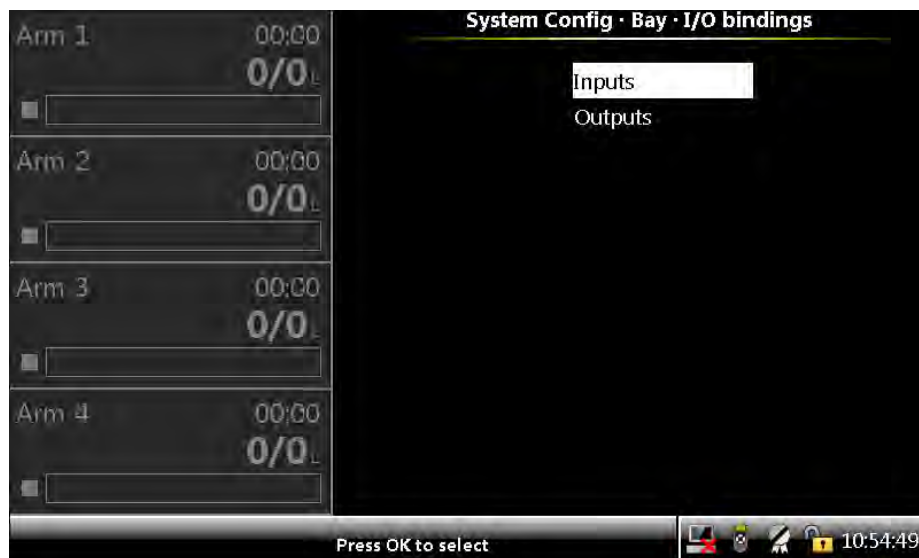 Arm 1 00:00
0/0 L
Arm 2 00:00
0/0 L
Arm 3 00:00
0/0 L
Arm 4 00:00
0/0 L
System Config · Bay · I/O bindings
Inputs
Outputs
Press OK to select
10:54:49